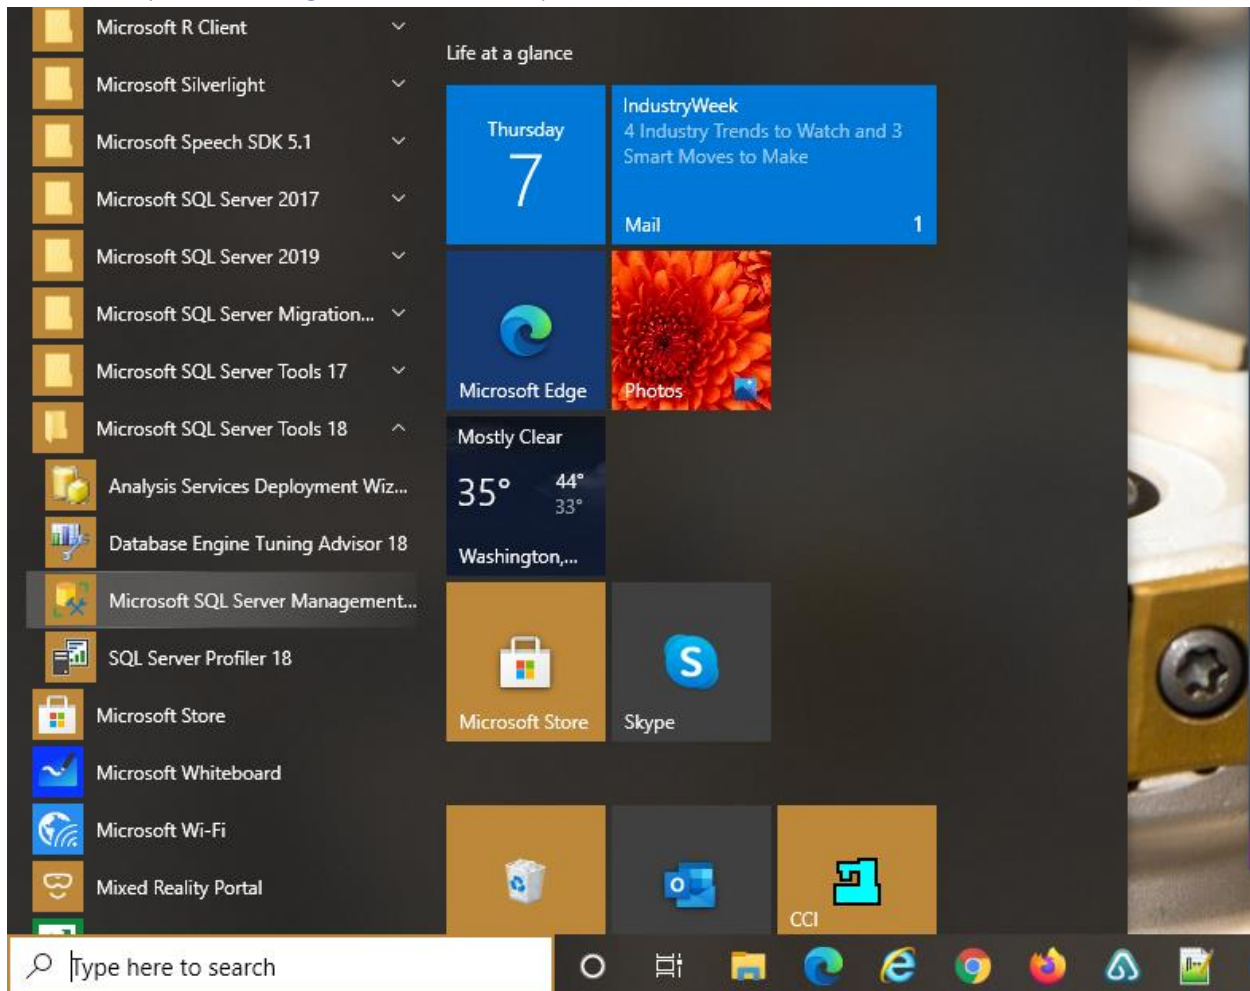 Microsoft R Client
Microsoft Silverlight
Microsoft Speech SDK 5.1
Microsoft SQL Server 2017
Microsoft SQL Server 2019
Microsoft SQL Server Migration...
Microsoft SQL Server Tools 17
Microsoft SQL Server Tools 18
Analysis Services Deployment Wiz...
Database Engine Tuning Advisor 18
Microsoft SQL Server Management...
SQL Server Profiler 18
Microsoft Store
Microsoft Whiteboard
Microsoft Wi-Fi
Mixed Reality Portal
Life at a glance
Thursday
7
IndustryWeek
4 Industry Trends to Watch and 3
Smart Moves to Make
Mail 1
Microsoft Edge
Photos
Mostly Clear
35° 44°
33°
Washington,...
Microsoft Store
Skype
CCI
Type here to search